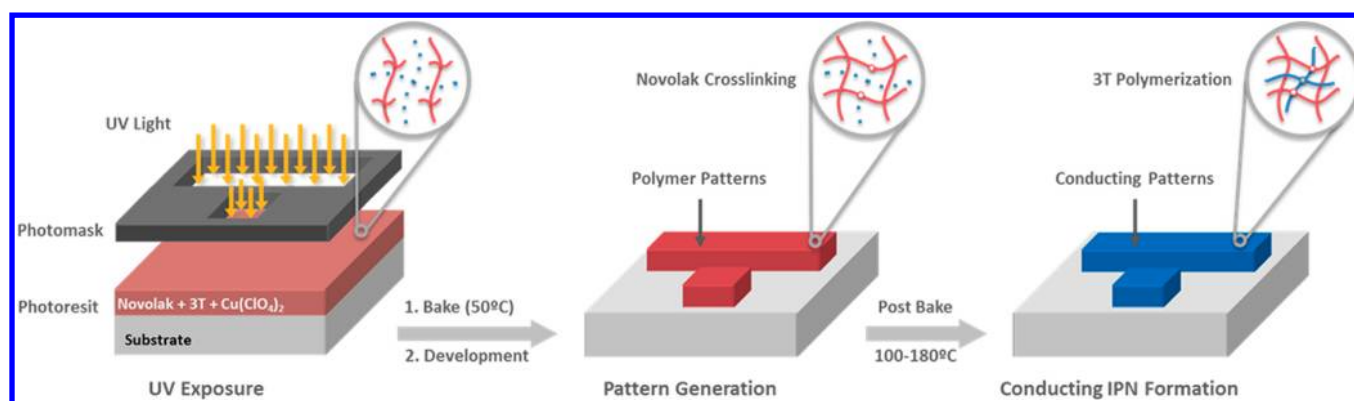 UV Light
Photomask
Photoresit
Novolak + 3T + Cu(ClO₄)₂
Substrate
UV Exposure
1. Bake (50ºC)
2. Development
Novolak Crosslinking
Polymer Patterns
Pattern Generation
Post Bake
100-180ºC
3T Polymerization
Conducting Patterns
Conducting IPN Formation